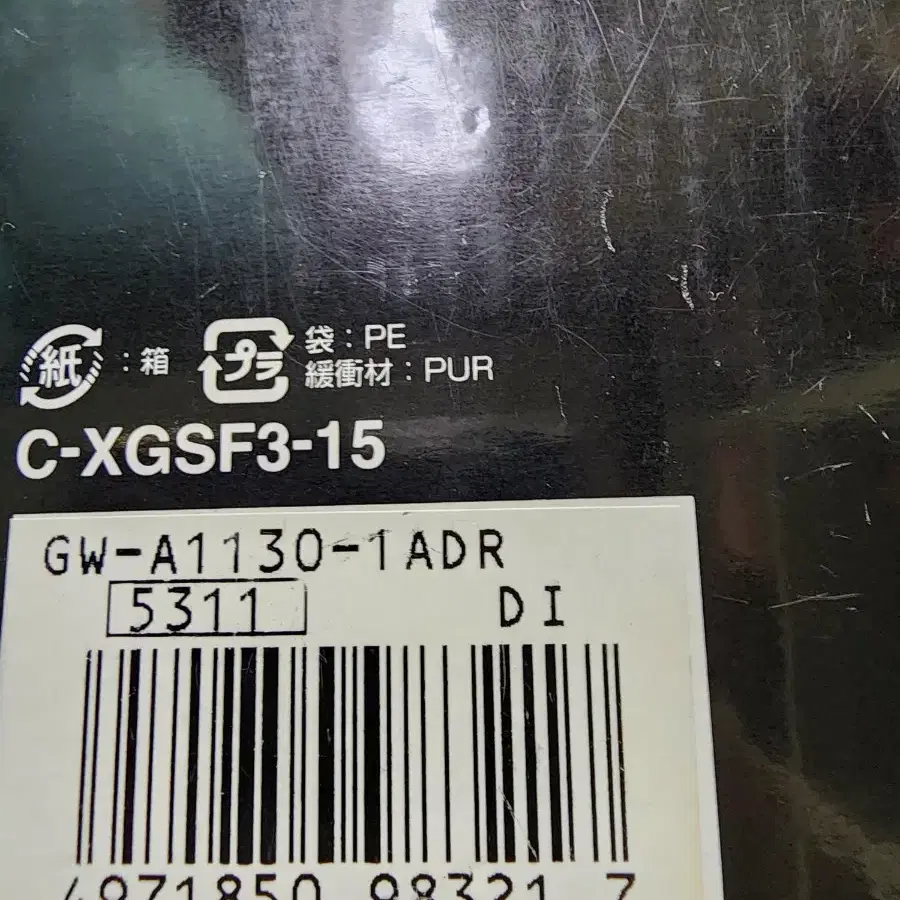 紙 : 箱
プラ 袋 : PE
緩衝材 : PUR
C-XGSF3-15
GW-A1130-1ADR
5311 DI
4971850 98321 7